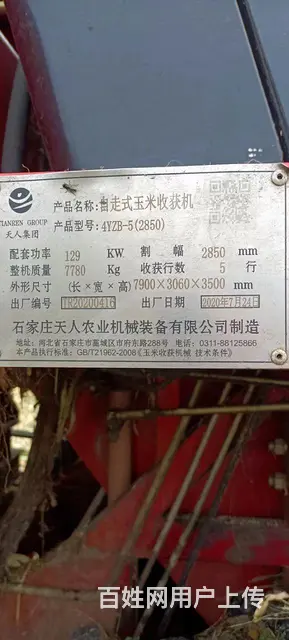 TIANREN GROUP
天人集团
产品名称: 自走式玉米收获机
产品型号: 4YZB-5(2850)
配套功率 129 KW 割幅 2850 mm
整机质量 7780 Kg 收获行数 5 行
外形尺寸 (长×宽×高) 7900×3060×3500 mm
出厂编号 TR20200416 出厂日期 2020年7月24日
石家庄天人农业机械装备有限公司制造
地址: 河北省石家庄市藁城区市府东路288号 电话: 0311-88125866
本产品执行标准: GB/T21962-2008《玉米收获机械 技术条件》
百姓网用户上传